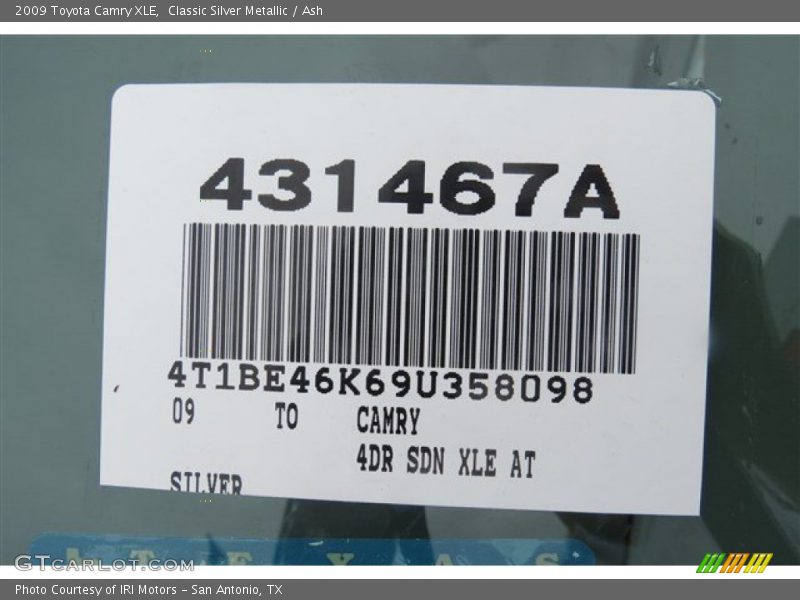 2009 Toyota Camry XLE, Classic Silver Metallic / Ash
431467A
4T1BE46K69U358098
09 TO CAMRY
4DR SDN XLE AT
SILVER
TEXAS
GTcarlot.com
Photo Courtesy of IRI Motors - San Antonio, TX